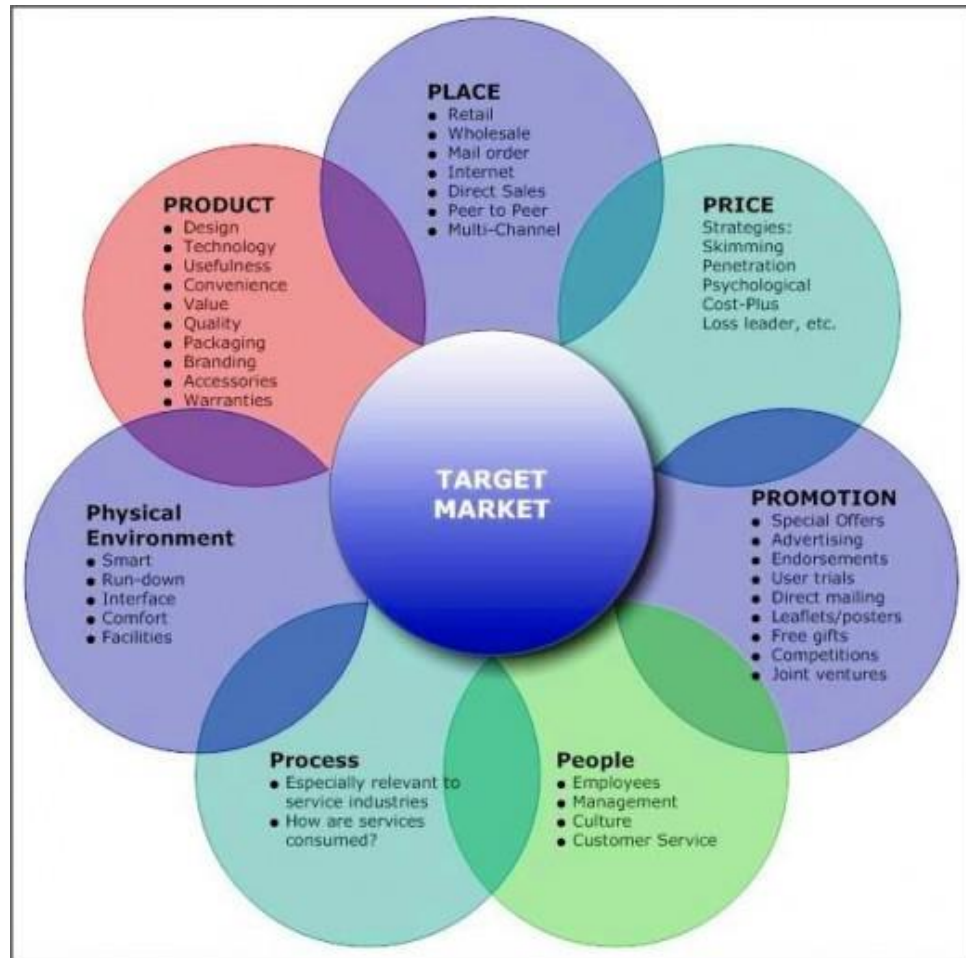 PLACE
Retail
Wholesale
Mail order
Internet
Direct Sales
Peer to Peer
Multi-Channel
PRODUCT
Design
Technology
Usefulness
Convenience
Value
Quality
Packaging
Branding
Accessories
Warranties
PRICE
Strategies:
Skimming
Penetration
Psychological
Cost-Plus
Loss leader, etc.
TARGET
MARKET
Physical
Environment
Smart
Run-down
Interface
Comfort
Facilities
PROMOTION
Special Offers
Advertising
Endorsements
User trials
Direct mailing
Leaflets/posters
Free gifts
Competitions
Joint ventures
Process
Especially relevant to
service industries
How are services
consumed?
People
Employees
Management
Culture
Customer Service